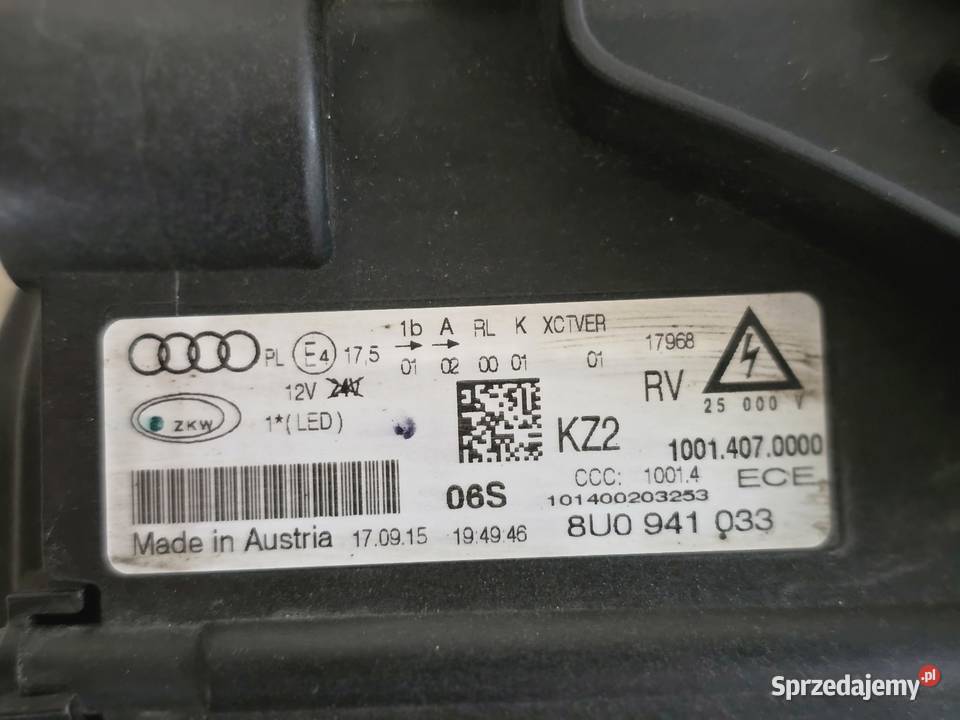 1b A RL K XCTVER
PL E4 17,5 01 02 00 01 01 17968
12V 24V
ZKW 1*(LED) RV 25 000 V
KZ2 1001.407.0000
CCC: 1001.4 ECE
06S 101400203253
Made in Austria 17.09.15 19:49:46 8U0 941 033
Sprzedajemy.pl